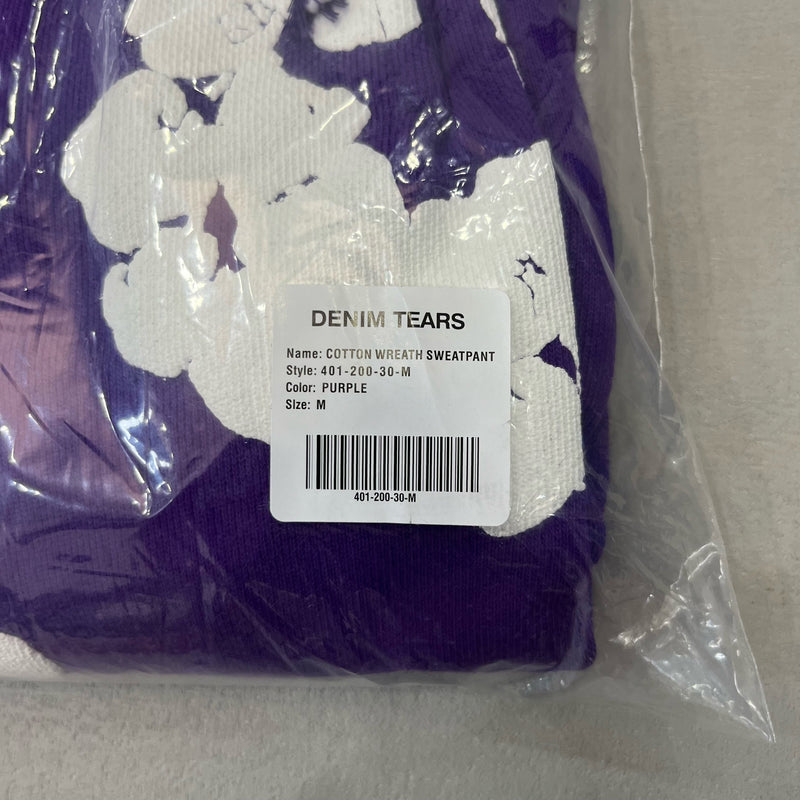 DENIM TEARS
Name: COTTON WREATH SWEATPANT
Style: 401-200-30-M
Color: PURPLE
Size: M
401-200-30-M